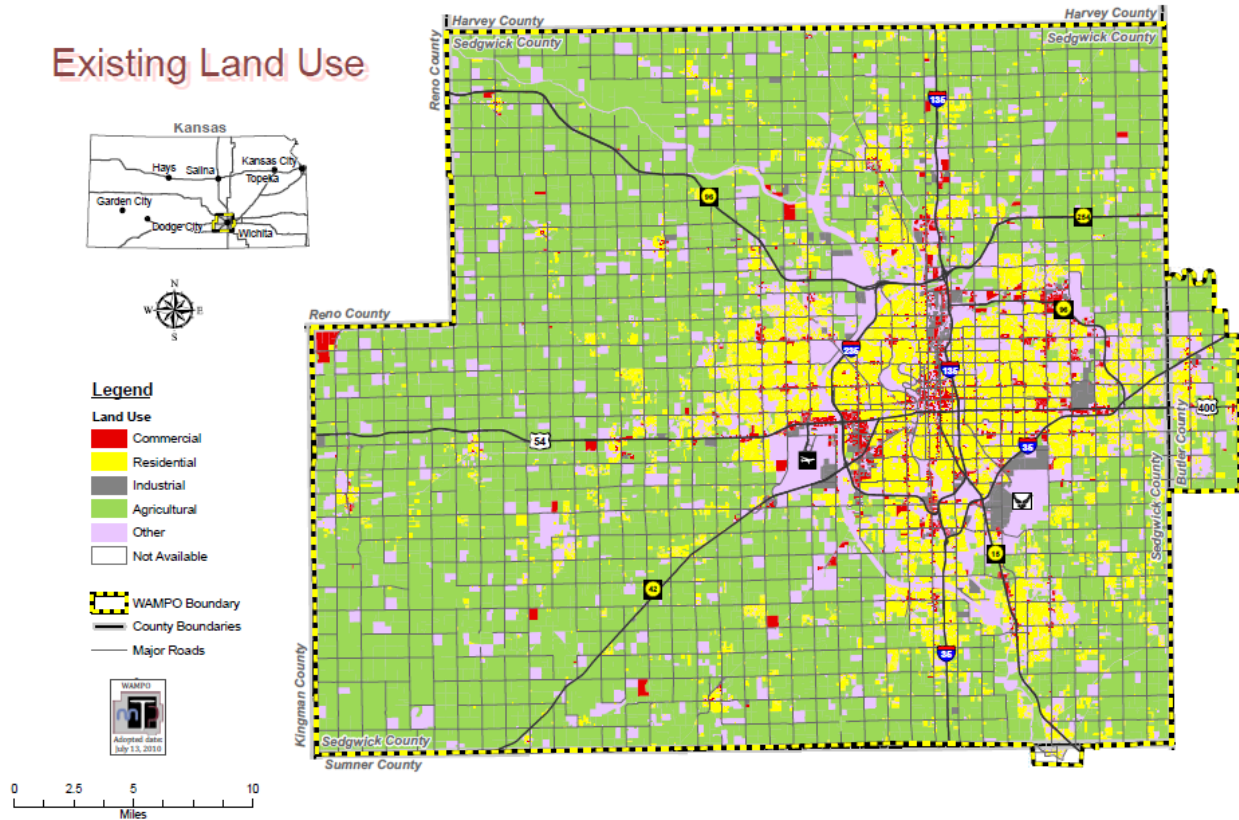 Existing Land Use
Kansas
Hays
Salina
Kansas City
Topeka
Garden City
Dodge City
Wichita
N
W
E
S
Legend
Land Use
Commercial
Residential
Industrial
Agricultural
Other
Not Available
WAMPO Boundary
County Boundaries
Major Roads
WAMPO
mTP
Adopted date:
July 13, 2010
0 2.5 5 10
Miles
Harvey County
Sedgwick County
Harvey County
Sedgwick County
Reno County
Reno County
Kingman County
Sedgwick County
Sumner County
Sedgwick County
Butler County
135
96
254
96
235
135
400
54
35
15
42
35